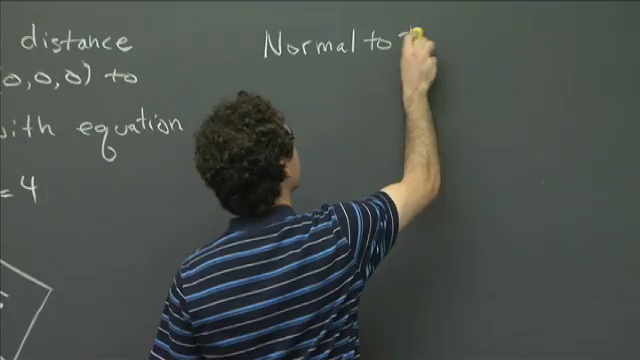 distance
0,0,0) to
with equation
= 4
Normal to